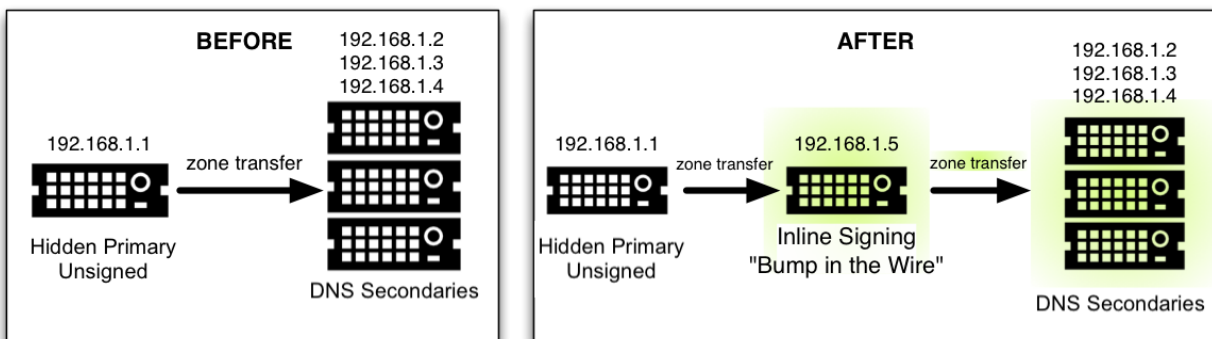 BEFORE
192.168.1.2
192.168.1.3
192.168.1.4
192.168.1.1
zone transfer
Hidden Primary
Unsigned
DNS Secondaries
AFTER
192.168.1.2
192.168.1.3
192.168.1.4
192.168.1.1
zone transfer
192.168.1.5
zone transfer
Hidden Primary
Unsigned
Inline Signing
"Bump in the Wire"
DNS Secondaries